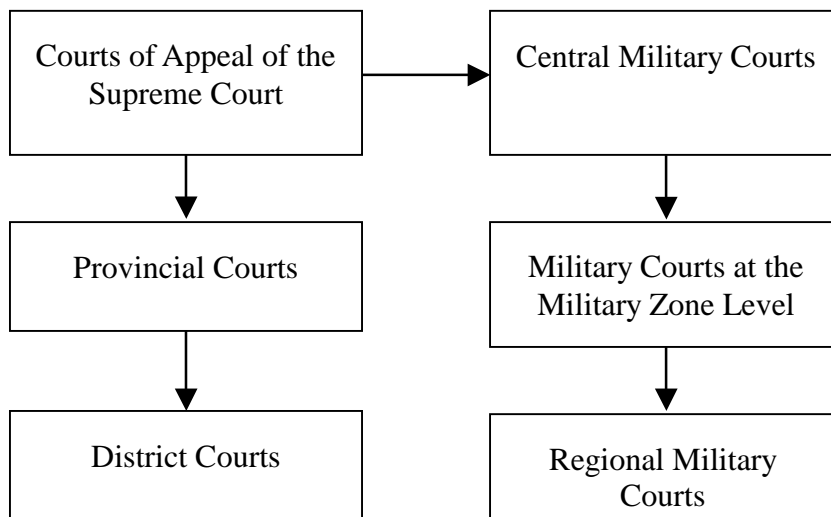 Courts of Appeal of the
Supreme Court
Central Military Courts
Provincial Courts
Military Courts at the
Military Zone Level
District Courts
Regional Military
Courts